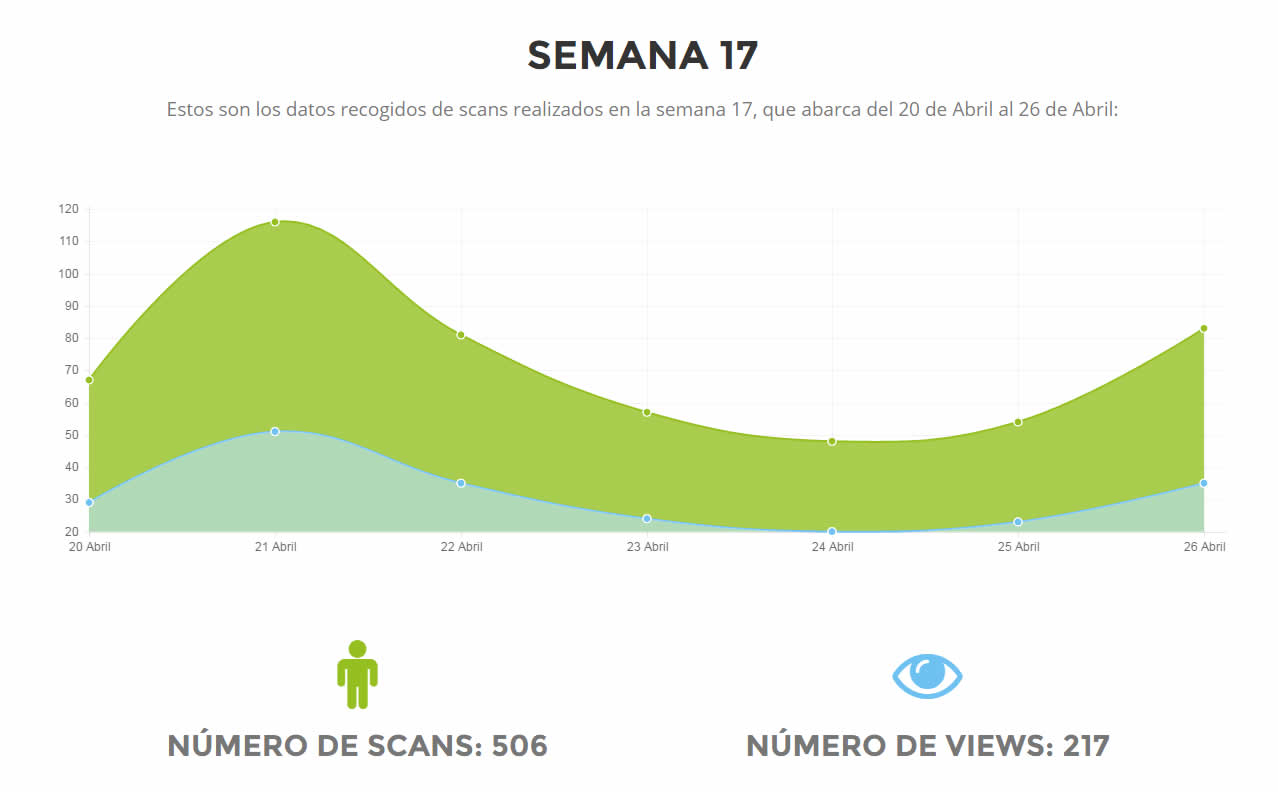 SEMANA 17
Estos son los datos recogidos de scans realizados en la semana 17, que abarca del 20 de Abril al 26 de Abril:
120
110
100
90
80
70
60
50
40
30
20
20 Abril 21 Abril 22 Abril 23 Abril 24 Abril 25 Abril 26 Abril
NÚMERO DE SCANS: 506 NÚMERO DE VIEWS: 217